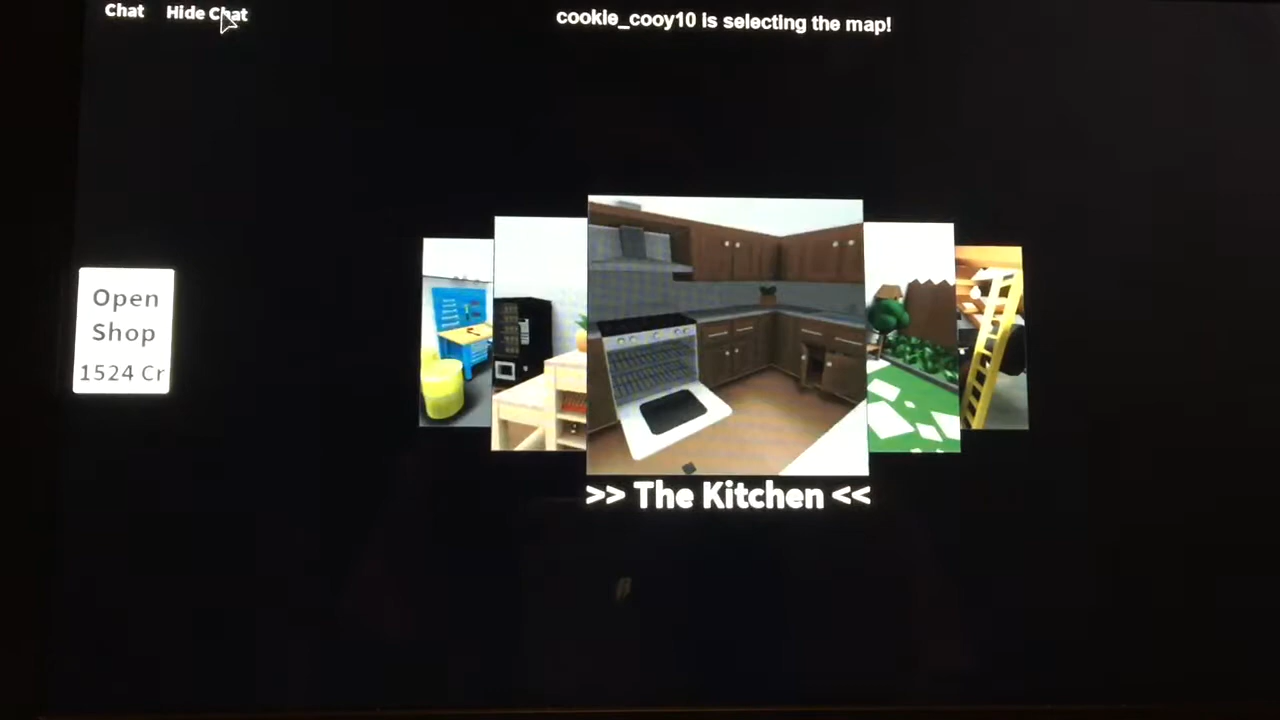 Chat Hide Chat
cookie_cooy10 is selecting the map!
Open
Shop
1524 Cr
>> The Kitchen <<